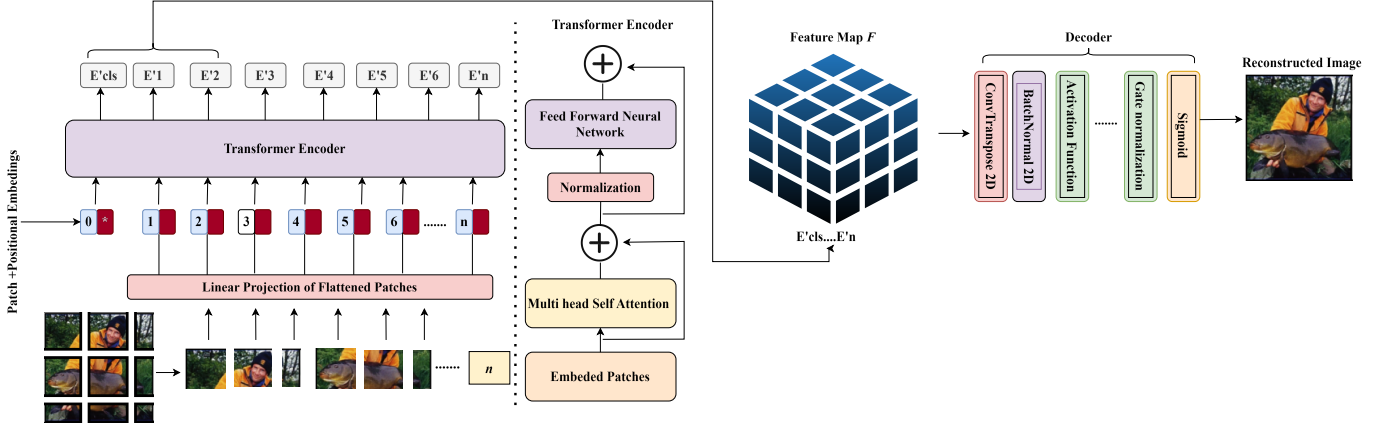 E'cls E'1 E'2 E'3 E'4 E'5 E'6 E'n
Transformer Encoder
Patch +Positional Embedings
0 * 1 2 3 4 5 6 ....... n
Linear Projection of Flattened Patches
....... n
Transformer Encoder
Feed Forward Neural
Network
Normalization
Multi head Self Attention
Embeded Patches
Feature Map F
E'cls....E'n
Decoder
ConvTranspose 2D
BatchNormal 2D
Activation Function
.......
Gate normalization
Sigmoid
Reconstructed Image